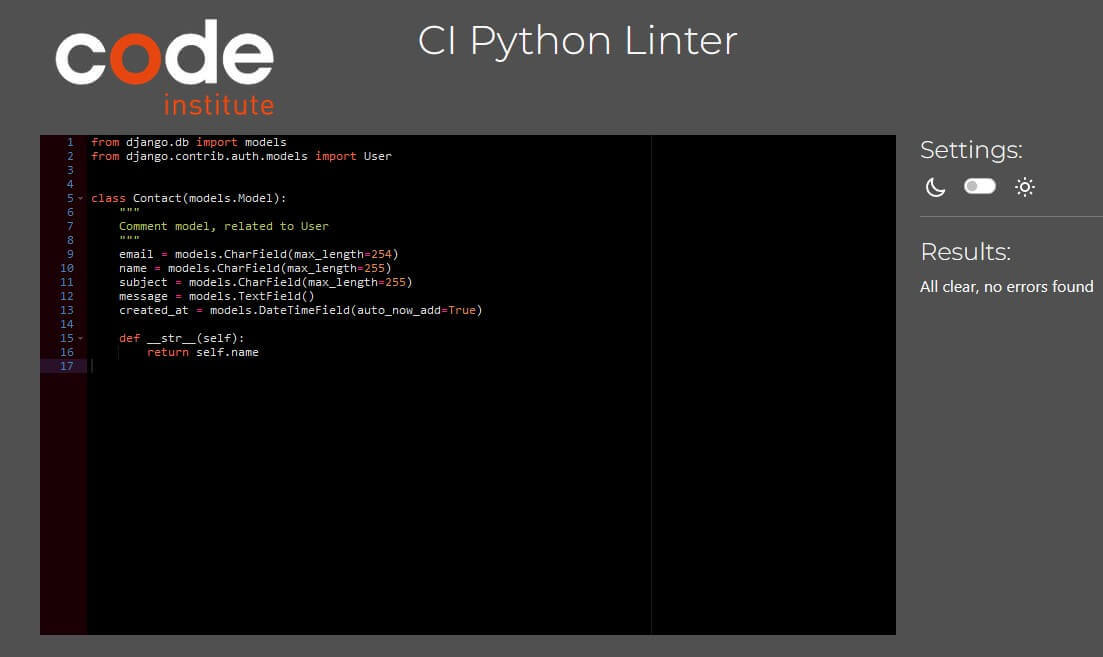 code
institute
CI Python Linter
1 from django.db import models
2 from django.contrib.auth.models import User
3
4
5 class Contact(models.Model):
6     """
7     Comment model, related to User
8     """
9     email = models.CharField(max_length=254)
10     name = models.CharField(max_length=255)
11     subject = models.CharField(max_length=255)
12     message = models.TextField()
13     created_at = models.DateTimeField(auto_now_add=True)
14
15     def __str__(self):
16         return self.name
17
Settings:
Results:
All clear, no errors found